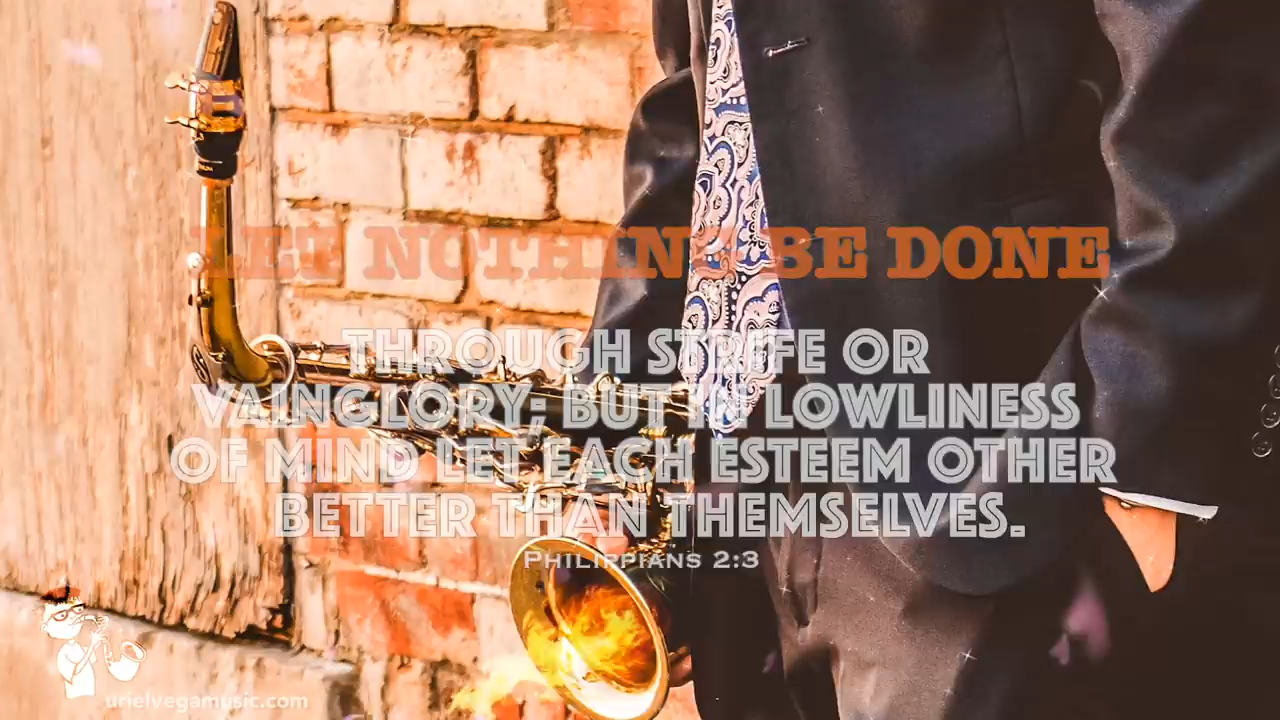 LET NOTHING BE DONE
THROUGH STRIFE OR
VAINGLORY; BUT IN LOWLINESS
OF MIND LET EACH ESTEEM OTHER
BETTER THAN THEMSELVES.
PHILIPPIANS 2:3
urielvegamusic.com